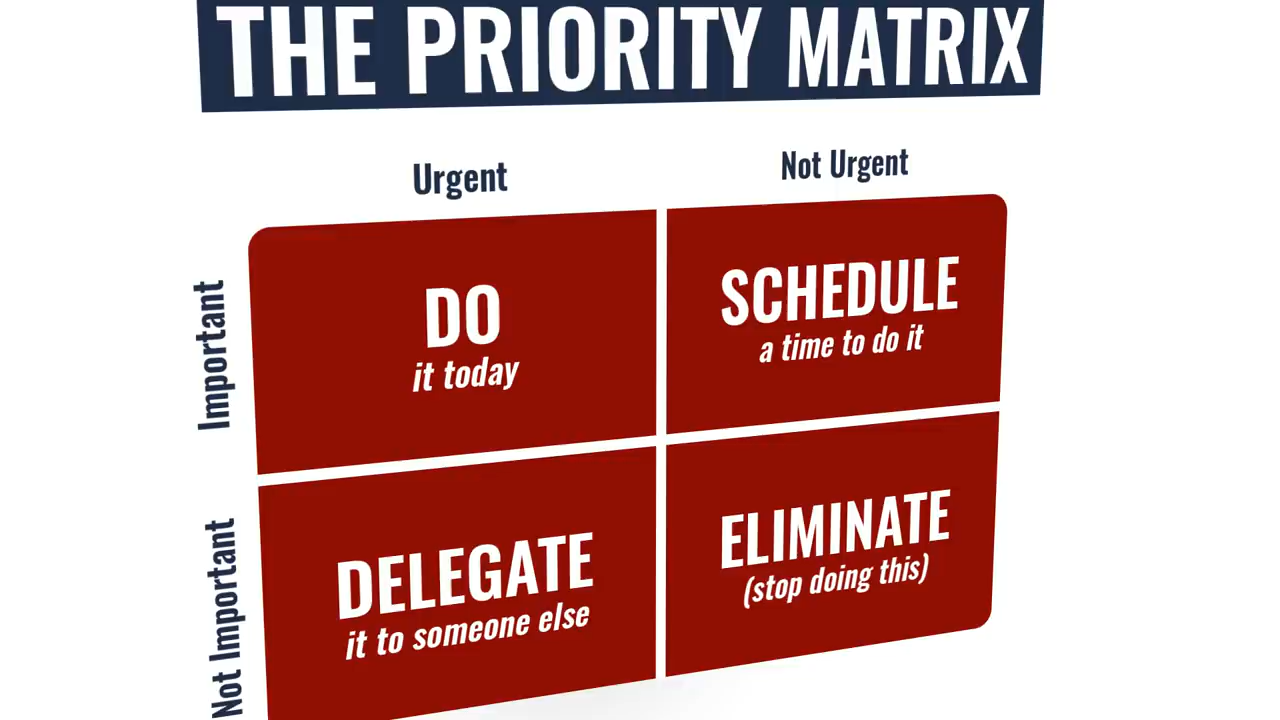 THE PRIORITY MATRIX
Urgent
Not Urgent
Important
DO
it today
SCHEDULE
a time to do it
Not Important
DELEGATE
it to someone else
ELIMINATE
(stop doing this)